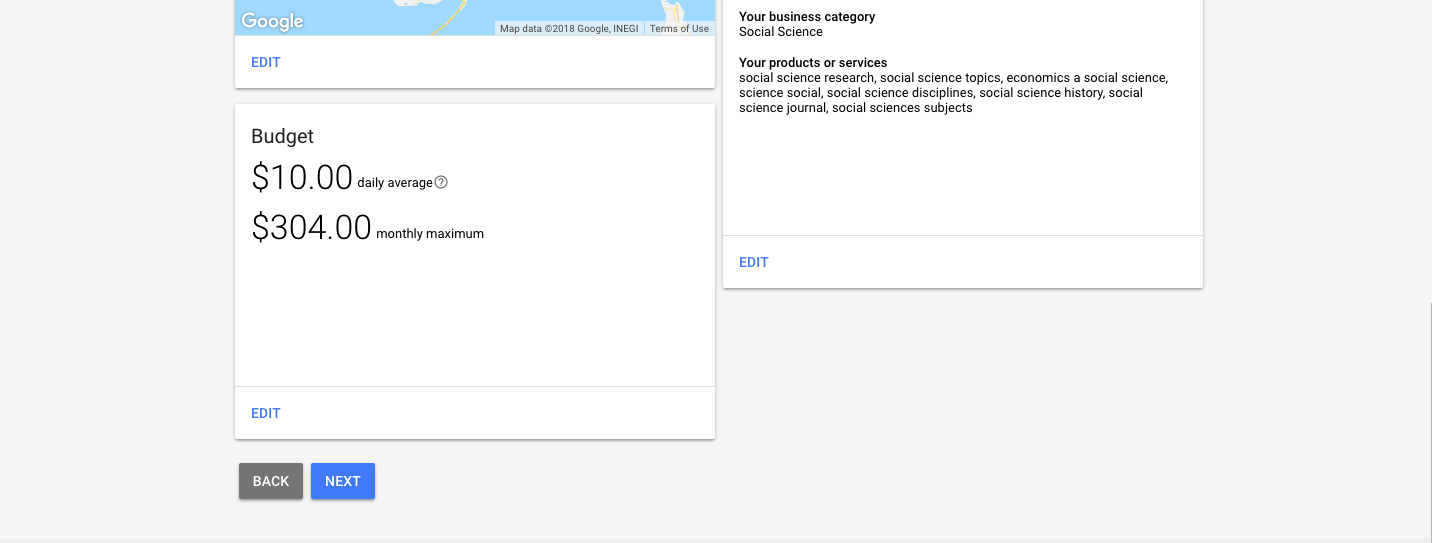 Google
Map data ©2018 Google, INEGI
Terms of Use
EDIT
Budget
$10.00 daily average
$304.00 monthly maximum
EDIT
Your business category
Social Science
Your products or services
social science research, social science topics, economics a social science,
science social, social science disciplines, social science history, social
science journal, social sciences subjects
EDIT
BACK
NEXT